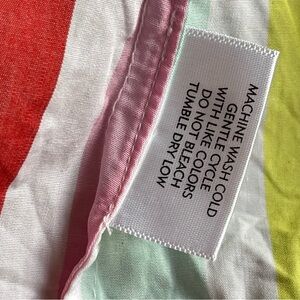 MACHINE WASH COLD
GENTLE CYCLE
WITH LIKE COLORS
DO NOT BLEACH
TUMBLE DRY LOW